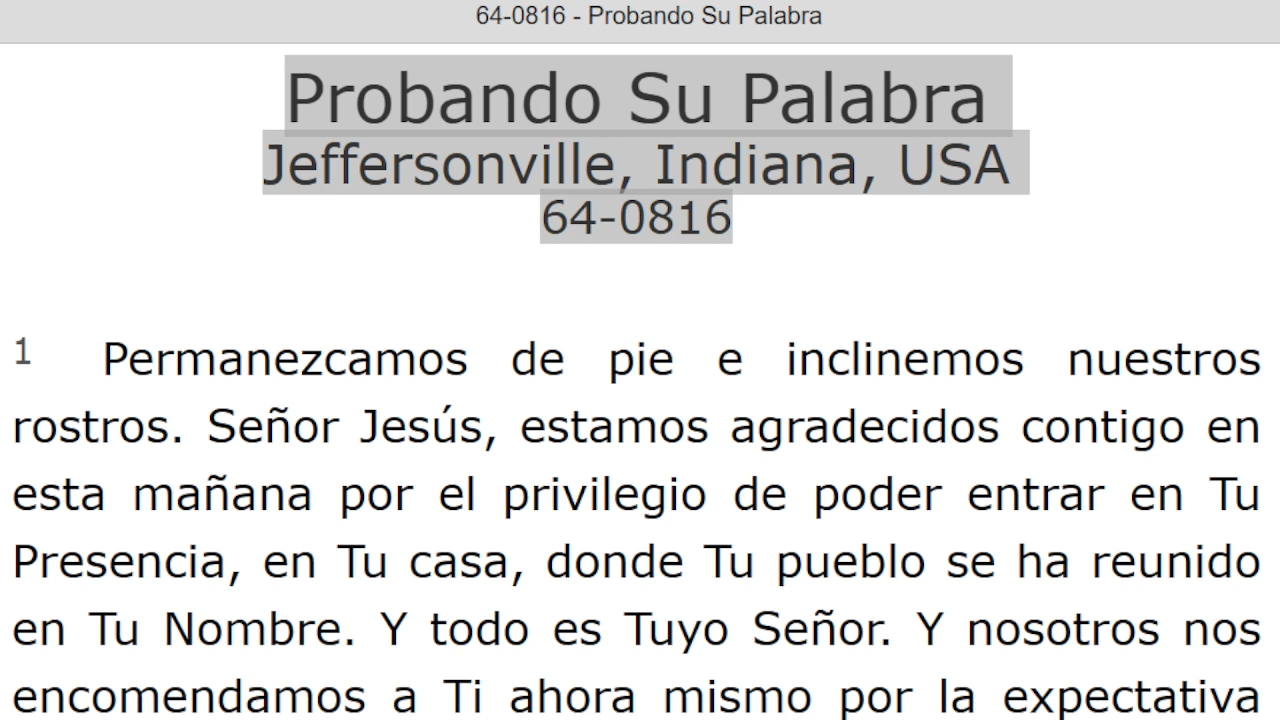 64-0816 - Probando Su Palabra
Probando Su Palabra
Jeffersonville, Indiana, USA
64-0816
1 Permanezcamos de pie e inclinemos nuestros
rostros. Señor Jesús, estamos agradecidos contigo en
esta mañana por el privilegio de poder entrar en Tu
Presencia, en Tu casa, donde Tu pueblo se ha reunido
en Tu Nombre. Y todo es Tuyo Señor. Y nosotros nos
encomendamos a Ti ahora mismo por la expectativa